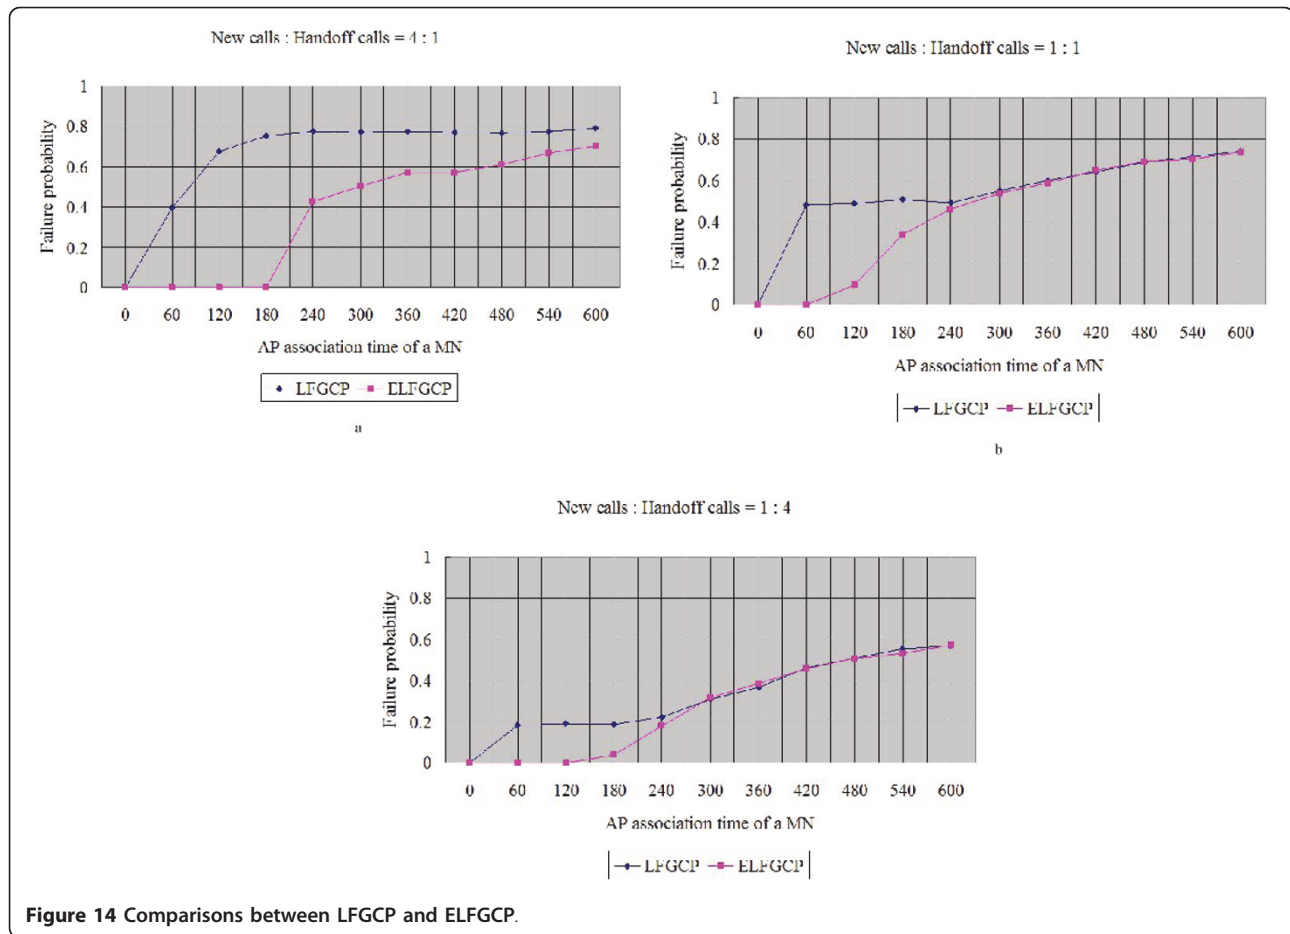 New calls : Handoff calls = 4 : 1
Failure probability
1
0.8
0.6
0.4
0.2
0
0 60 120 180 240 300 360 420 480 540 600
AP association time of a MN
LFGCP ELFGCP
a
New calls : Handoff calls = 1 : 1
Failure probability
1
0.8
0.6
0.4
0.2
0
0 60 120 180 240 300 360 420 480 540 600
AP association time of a MN
LFGCP ELFGCP
b
New calls : Handoff calls = 1 : 4
Failure probability
1
0.8
0.6
0.4
0.2
0
0 60 120 180 240 300 360 420 480 540 600
AP association time of a MN
LFGCP ELFGCP
Figure 14 Comparisons between LFGCP and ELFGCP.